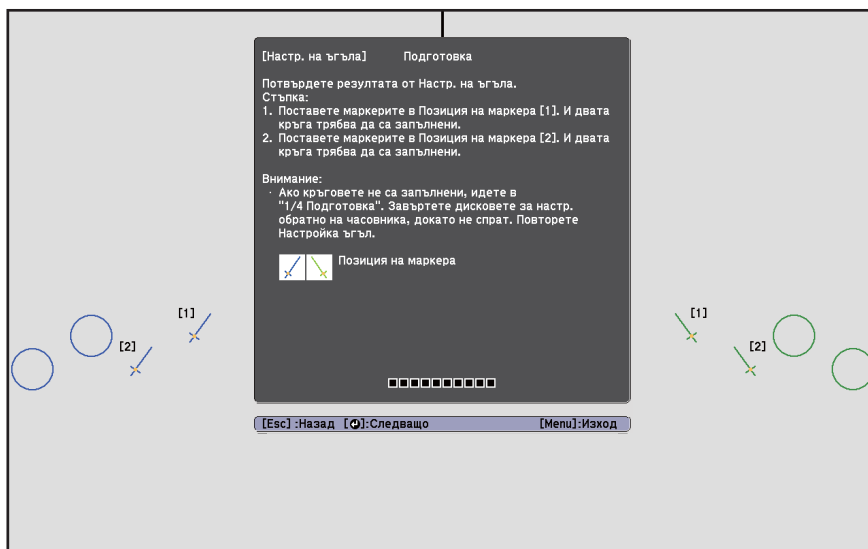 [Настр. на ъгъла] Подготовка
Потвърдете резултата от Настр. на ъгъла.
Стъпка:
1. Поставете маркерите в Позиция на маркера [1]. И двата
кръга трябва да са запълнени.
2. Поставете маркерите в Позиция на маркера [2]. И двата
кръга трябва да са запълнени.
Внимание:
· Ако кръговете не са запълнени, идете в
"1/4 Подготовка". Завъртете дисковете за настр.
обратно на часовника, докато не спрат. Повторете
Настройка ъгъл.
Позиция на маркера
[1]
[2]
[1]
[2]
[Esc] :Назад [⏎]:Следващо [Menu]:Изход